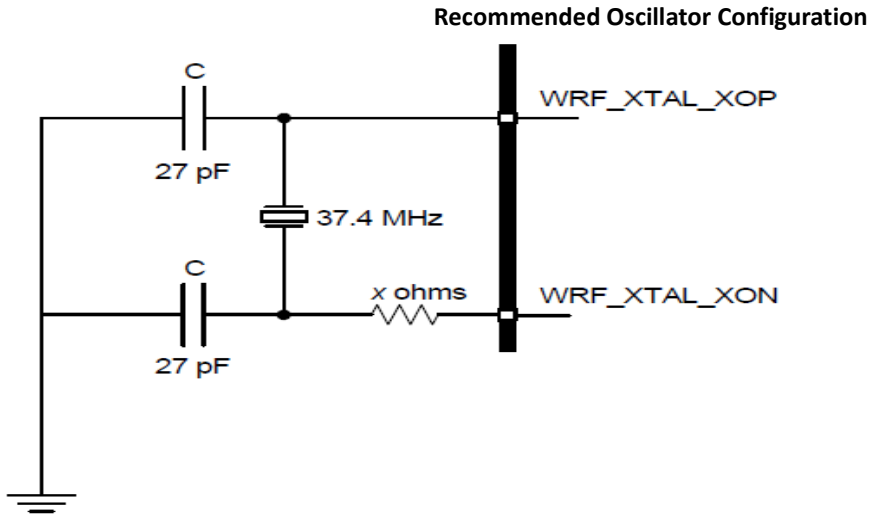 Recommended Oscillator Configuration
C
WRF_XTAL_XOP
27 pF
37.4 MHz
C
x ohms
WRF_XTAL_XON
27 pF